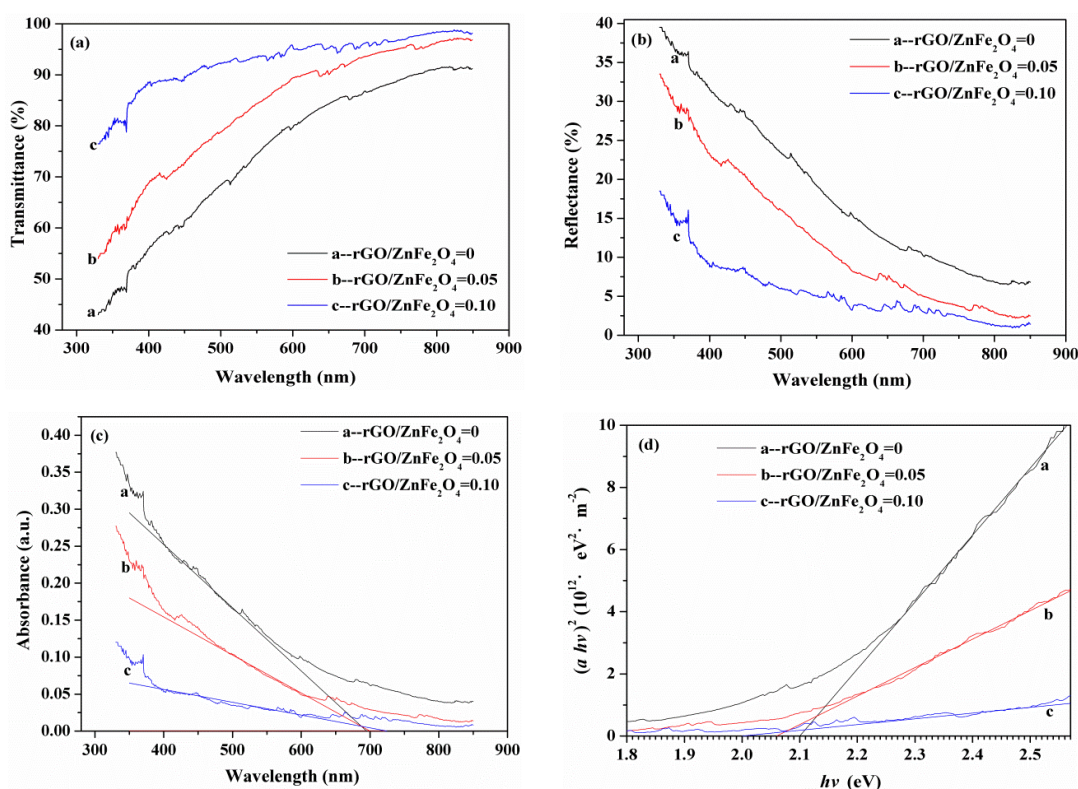 (a)
Transmittance (%)
100
90
80
70
60
50
40
c
b
a
a--rGO/ZnFe₂O₄=0
b--rGO/ZnFe₂O₄=0.05
c--rGO/ZnFe₂O₄=0.10
300 400 500 600 700 800 900
Wavelength (nm)
(b)
Reflectance (%)
40
35
30
25
20
15
10
5
0
a
b
c
a--rGO/ZnFe₂O₄=0
b--rGO/ZnFe₂O₄=0.05
c--rGO/ZnFe₂O₄=0.10
300 400 500 600 700 800 900
Wavelength (nm)
(c)
Absorbance (a.u.)
0.40
0.35
0.30
0.25
0.20
0.15
0.10
0.05
0.00
a
b
c
a--rGO/ZnFe₂O₄=0
b--rGO/ZnFe₂O₄=0.05
c--rGO/ZnFe₂O₄=0.10
300 400 500 600 700 800 900
Wavelength (nm)
(d)
(a hν)² (10¹²· eV²· m⁻²)
10
8
6
4
2
0
a--rGO/ZnFe₂O₄=0
b--rGO/ZnFe₂O₄=0.05
c--rGO/ZnFe₂O₄=0.10
a
b
c
1.8 1.9 2.0 2.1 2.2 2.3 2.4 2.5
hν (eV)